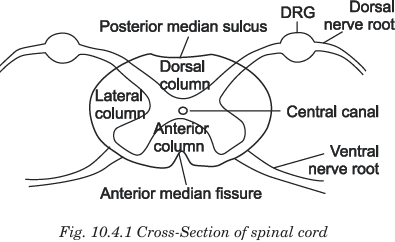 DRG
Dorsal
nerve root
Posterior median sulcus
Dorsal
column
Lateral
column
Central canal
Anterior
column
Ventral
nerve root
Anterior median fissure
Fig. 10.4.1 Cross-Section of spinal cord